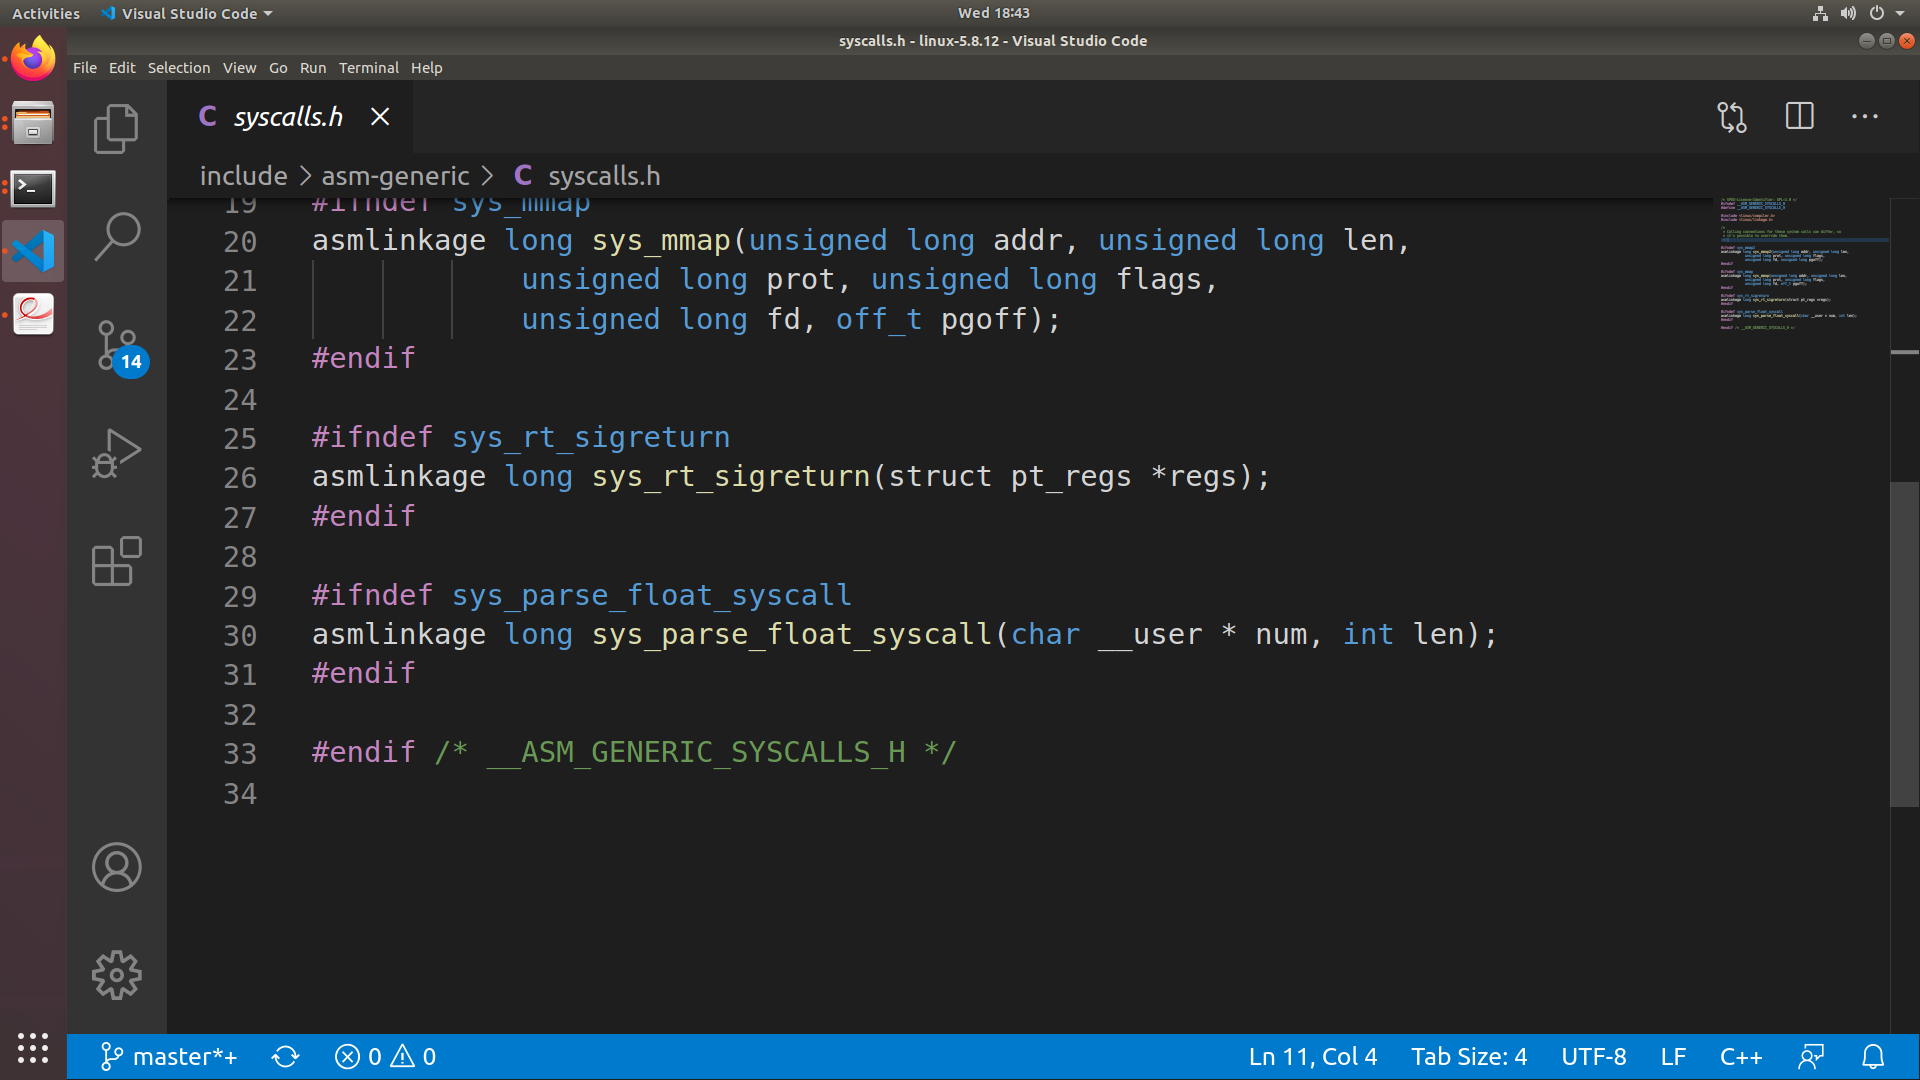 Activities Visual Studio Code Wed 18:43
syscalls.h - linux-5.8.12 - Visual Studio Code
File Edit Selection View Go Run Terminal Help
C syscalls.h
include > asm-generic > C syscalls.h
19 #ifndef sys_mmap
20 asmlinkage long sys_mmap(unsigned long addr, unsigned long len,
21 unsigned long prot, unsigned long flags,
22 unsigned long fd, off_t pgoff);
23 #endif
24
25 #ifndef sys_rt_sigreturn
26 asmlinkage long sys_rt_sigreturn(struct pt_regs *regs);
27 #endif
28
29 #ifndef sys_parse_float_syscall
30 asmlinkage long sys_parse_float_syscall(char __user * num, int len);
31 #endif
32
33 #endif /* __ASM_GENERIC_SYSCALLS_H */
34
14
master*+ 0 0 Ln 11, Col 4 Tab Size: 4 UTF-8 LF C++